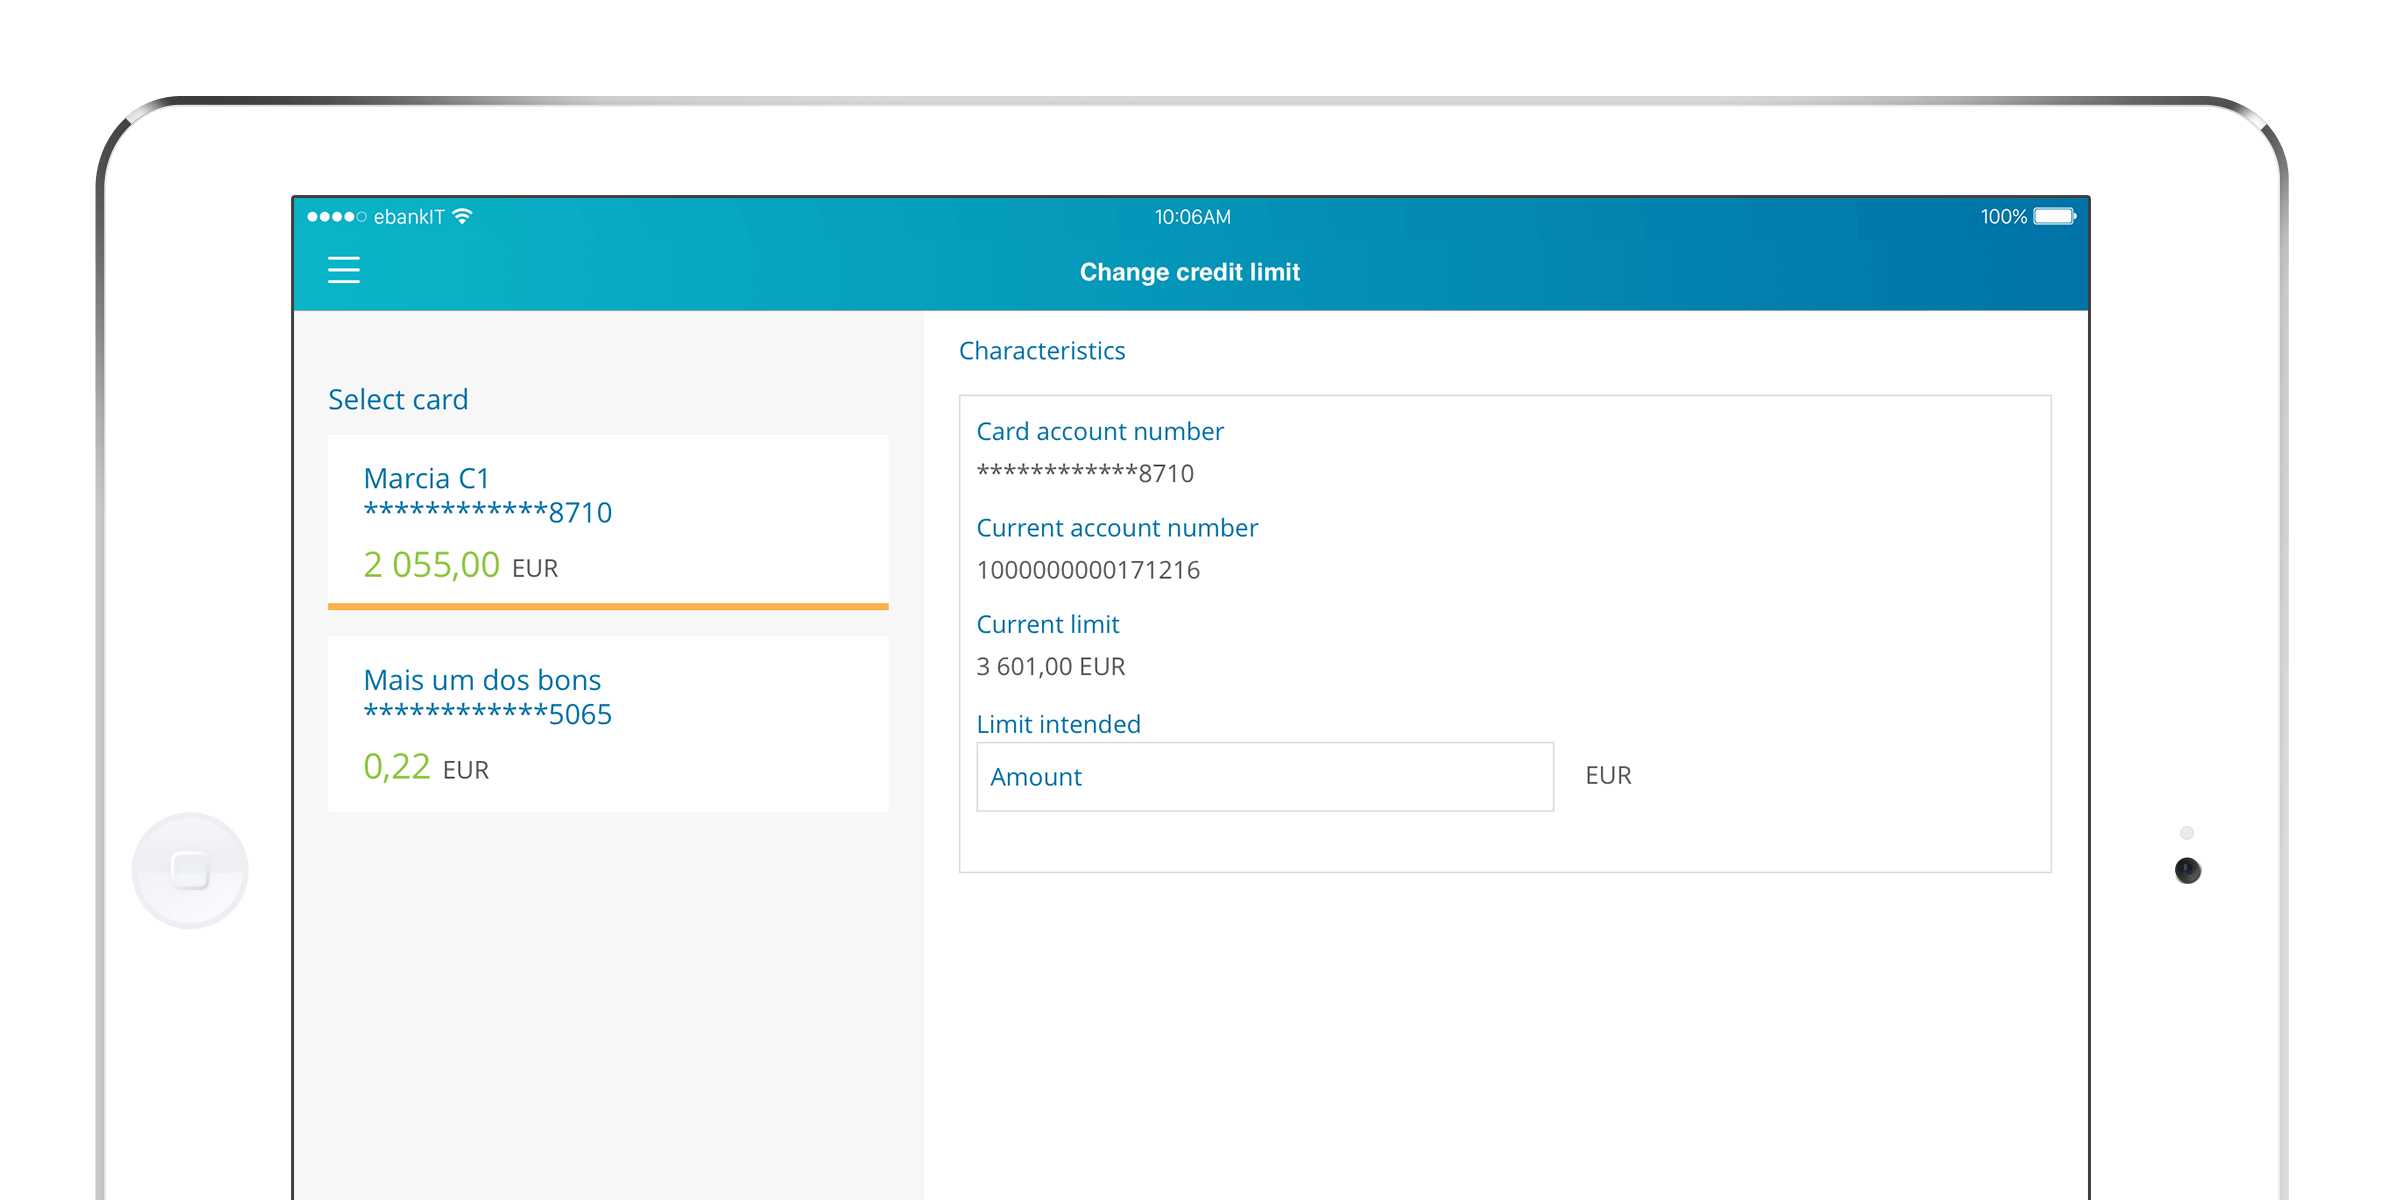 ebankIT
10:06AM
100%
Change credit limit
Select card
Marcia C1
************8710
2 055,00 EUR
Mais um dos bons
************5065
0,22 EUR
Characteristics
Card account number
************8710
Current account number
1000000000171216
Current limit
3 601,00 EUR
Limit intended
Amount
EUR